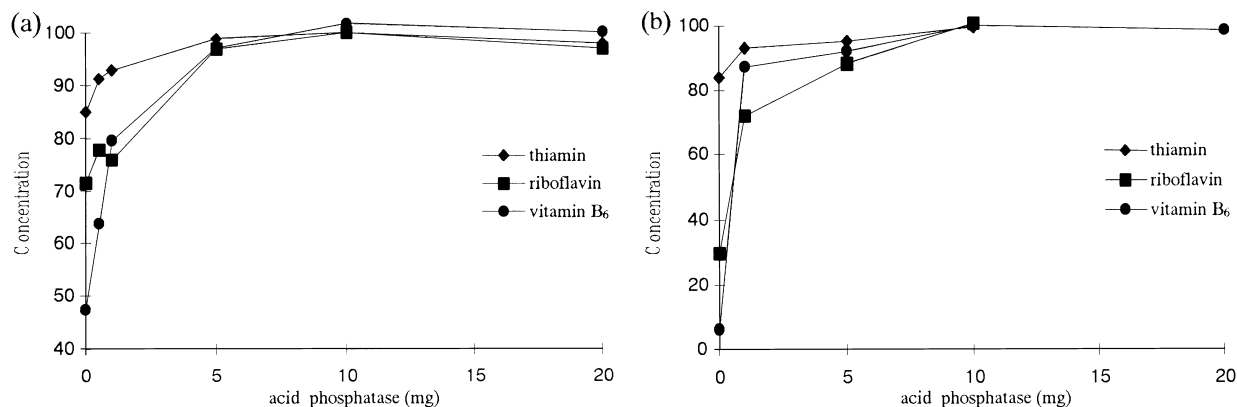 (a)
100
90
80
70
60
50
40
Concentration
0
5
10
15
20
acid phosphatase (mg)
thiamin
riboflavin
vitamin B₆
(b)
100
80
60
40
20
0
Concentration
0
5
10
15
20
acid phosphatase (mg)
thiamin
riboflavin
vitamin B₆